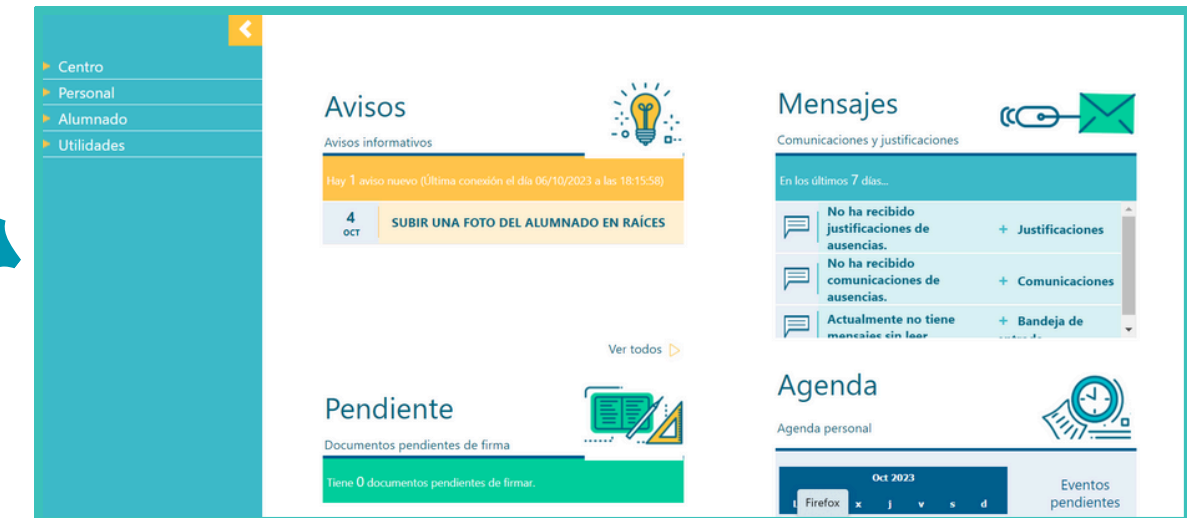 Centro
Personal
Alumnado
Utilidades
Avisos
Avisos informativos
Hay 1 aviso nuevo (Última conexión el día 06/10/2023 a las 18:15:58)
4
OCT
SUBIR UNA FOTO DEL ALUMNADO EN RAÍCES
Ver todos
Mensajes
Comunicaciones y justificaciones
En los últimos 7 días...
No ha recibido
justificaciones de
ausencias.
+ Justificaciones
No ha recibido
comunicaciones de
ausencias.
+ Comunicaciones
Actualmente no tiene
mensajes sin leer
+ Bandeja de
entrada
Pendiente
Documentos pendientes de firma
Tiene 0 documentos pendientes de firmar.
Agenda
Agenda personal
Oct 2023
Firefox x j v s d
Eventos
pendientes